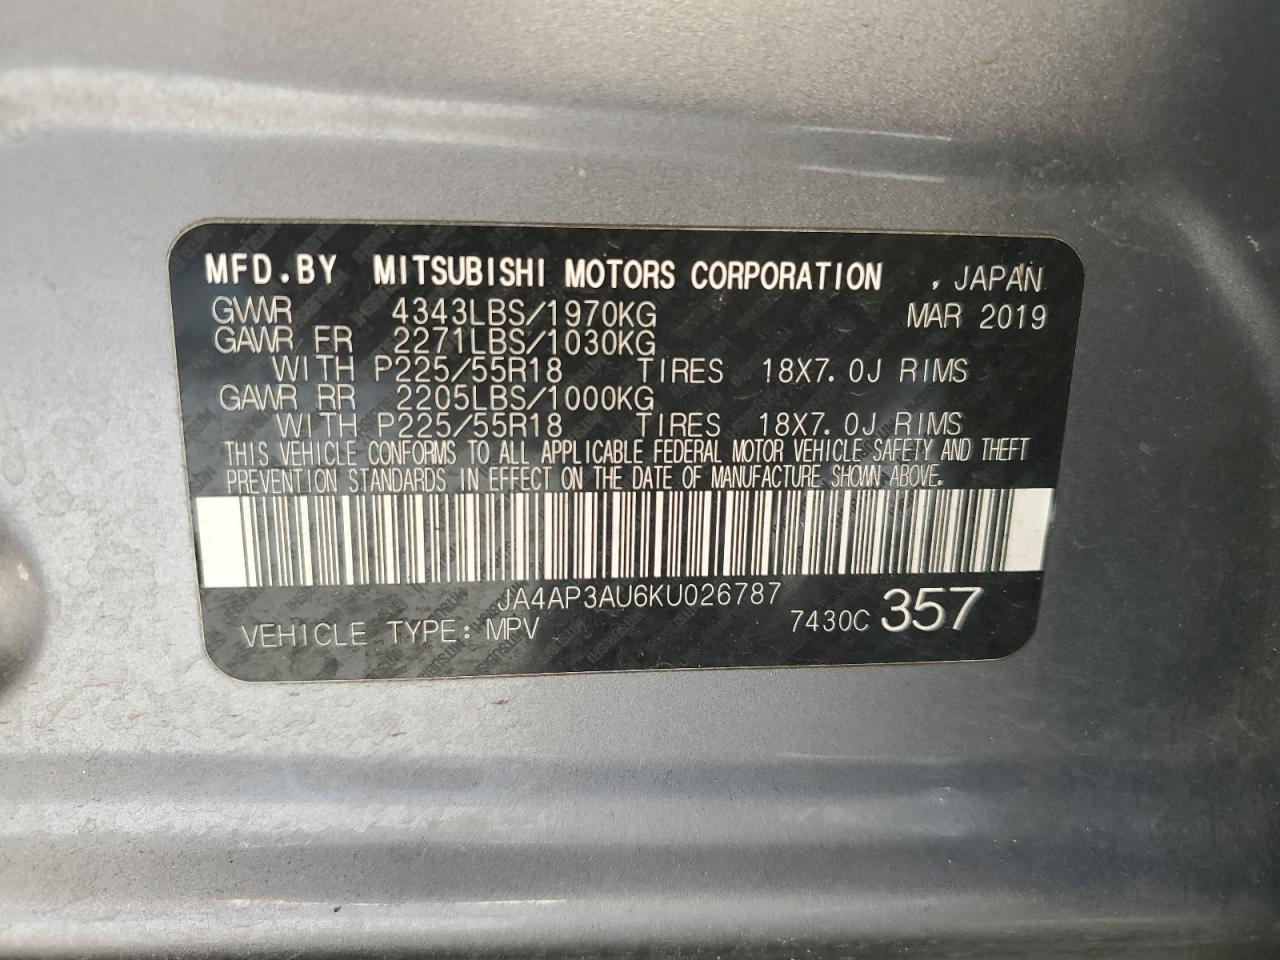 MFD.BY MITSUBISHI MOTORS CORPORATION , JAPAN
GVWR 4343LBS/1970KG MAR 2019
GAWR FR 2271LBS/1030KG
WITH P225/55R18 TIRES 18X7.0J RIMS
GAWR RR 2205LBS/1000KG
WITH P225/55R18 TIRES 18X7.0J RIMS
THIS VEHICLE CONFORMS TO ALL APPLICABLE FEDERAL MOTOR VEHICLE SAFETY AND THEFT
PREVENTION STANDARDS IN EFFECT ON THE DATE OF MANUFACTURE SHOWN ABOVE.
JA4AP3AU6KU026787
VEHICLE TYPE: MPV 7430C 357